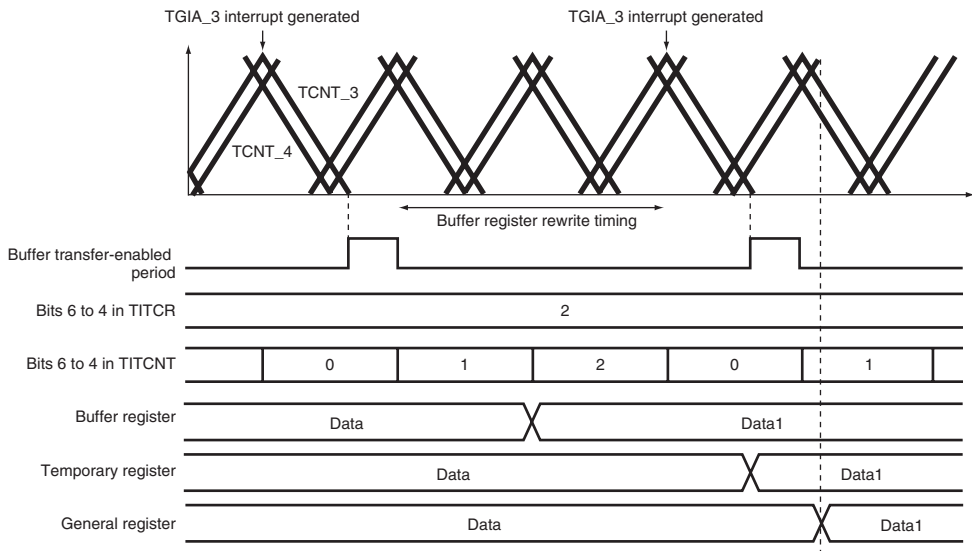 TGIA_3 interrupt generated
TGIA_3 interrupt generated
TCNT_3
TCNT_4
Buffer register rewrite timing
Buffer transfer-enabled
period
Bits 6 to 4 in TITCR
2
Bits 6 to 4 in TITCNT
0
1
2
0
1
Buffer register
Data
Data1
Temporary register
Data
Data1
General register
Data
Data1